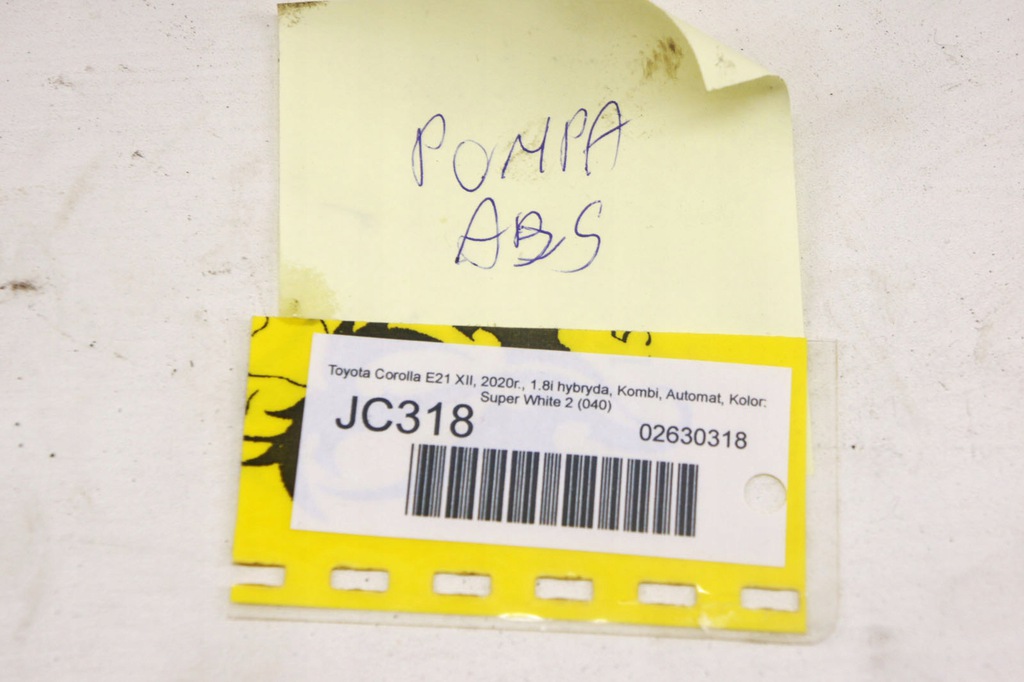 POMPA
ABS
Toyota Corolla E21 XII, 2020r., 1.8i hybryda, Kombi, Automat, Kolor:
Super White 2 (040)
JC318
02630318